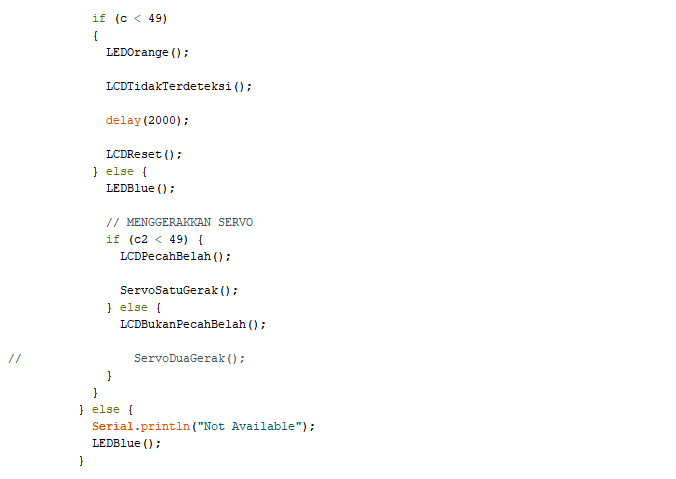 if (c < 49)
{
LEDOrange();
LCDTidakTerdeteksi();
delay(2000);
LCDReset();
} else {
LEDBlue();
// MENGGERAKKAN SERVO
if (c2 < 49) {
LCDPecahBelah();
ServoSatuGerak();
} else {
LCDBukanPecahBelah();
// ServoDuaGerak();
}
}
} else {
Serial.println("Not Available");
LEDBlue();
}